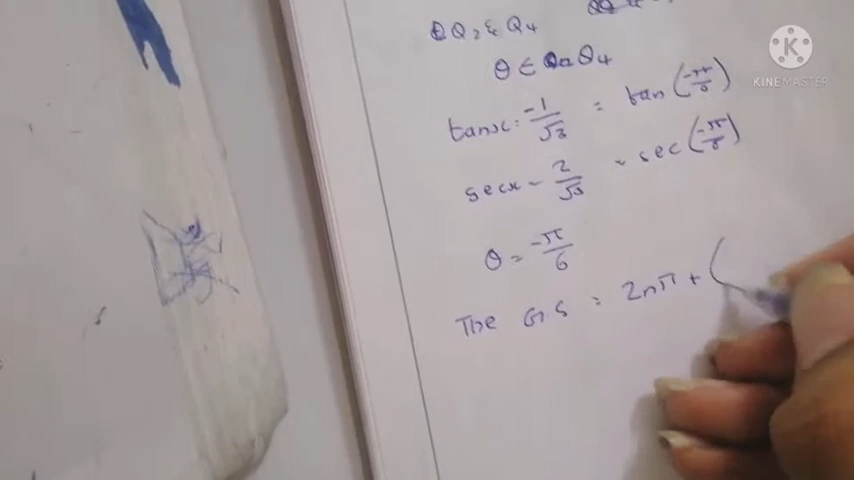 Q2 & Q4
θ ∈ Q4
tanx = -1/√3 = tan(-π/6)
secx = 2/√3 = sec(-π/6)
θ = -π/6
The G.S = 2nπ + (
K
KINEMASTER